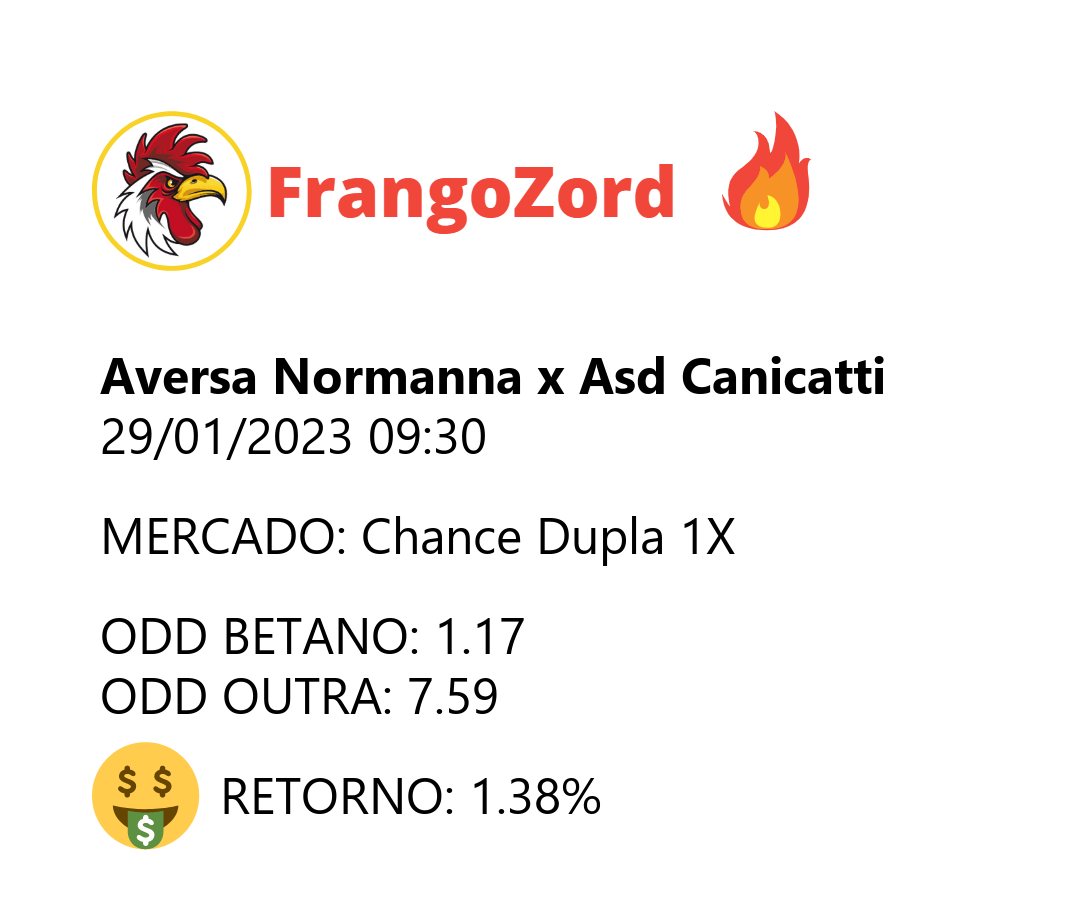 FrangoZord
Aversa Normanna x Asd Canicatti
29/01/2023 09:30
MERCADO: Chance Dupla 1X
ODD BETANO: 1.17
ODD OUTRA: 7.59
RETORNO: 1.38%